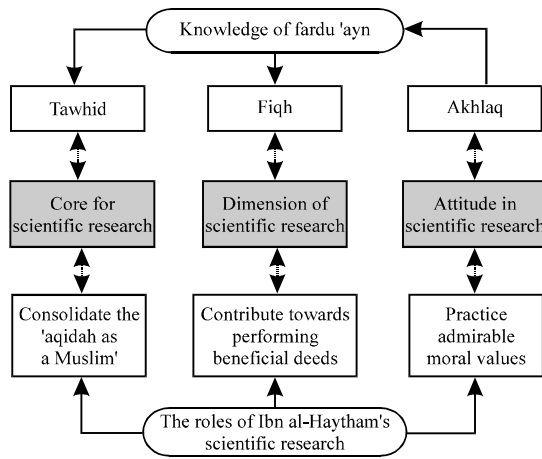 Knowledge of fardu 'ayn
Tawhid
Fiqh
Akhlaq
Core for
scientific research
Dimension of
scientific research
Attitude in
scientific research
Consolidate the
'aqidah as
a Muslim'
Contribute towards
performing
beneficial deeds
Practice
admirable
moral values
The roles of Ibn al-Haytham's
scientific research